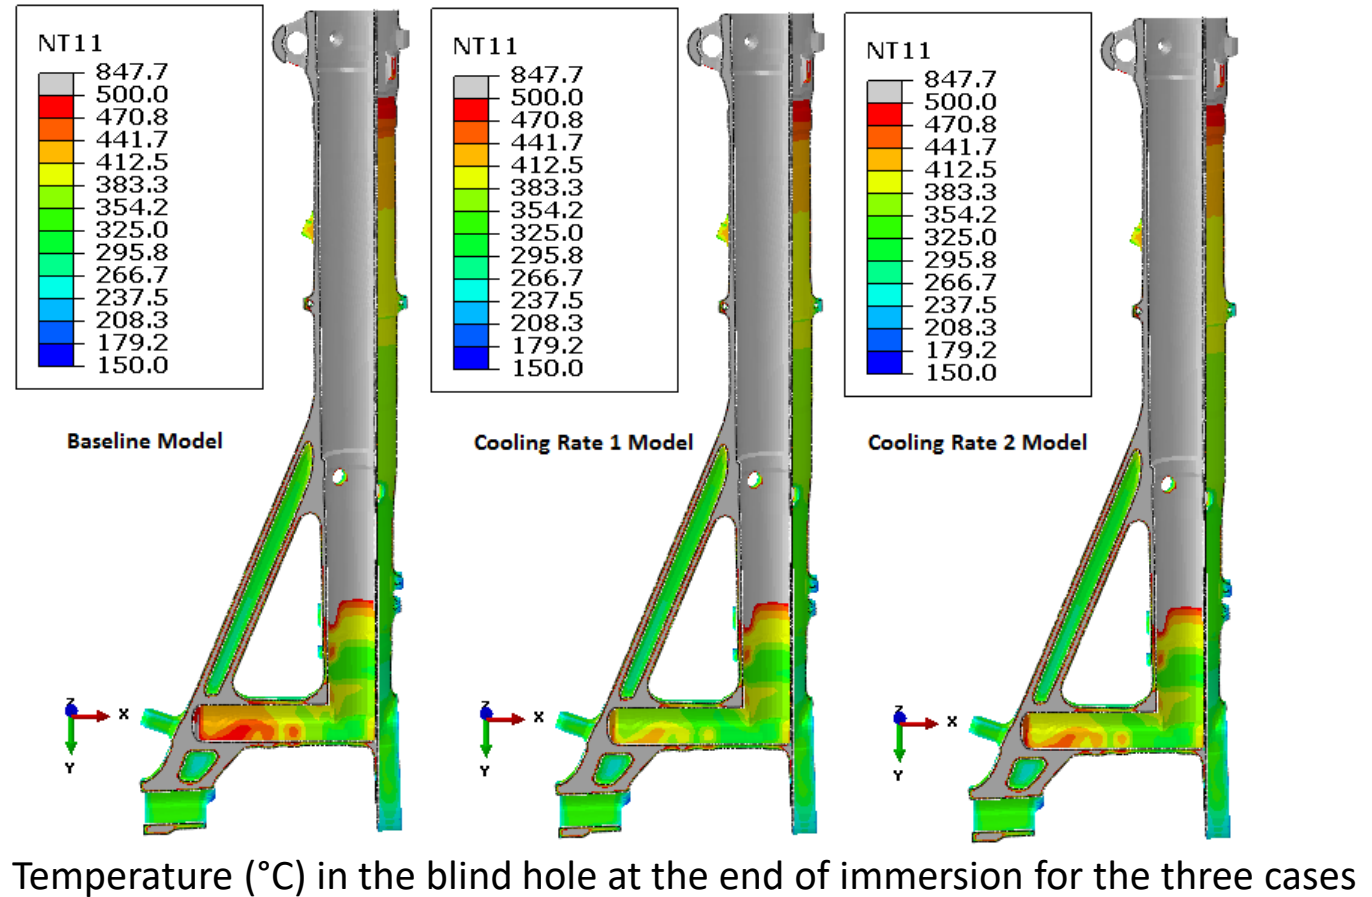 NT11
847.7
500.0
470.8
441.7
412.5
383.3
354.2
325.0
295.8
266.7
237.5
208.3
179.2
150.0
Baseline Model
Z
X
Y
NT11
847.7
500.0
470.8
441.7
412.5
383.3
354.2
325.0
295.8
266.7
237.5
208.3
179.2
150.0
Cooling Rate 1 Model
Z
X
Y
NT11
847.7
500.0
470.8
441.7
412.5
383.3
354.2
325.0
295.8
266.7
237.5
208.3
179.2
150.0
Cooling Rate 2 Model
Z
X
Y
Temperature (°C) in the blind hole at the end of immersion for the three cases